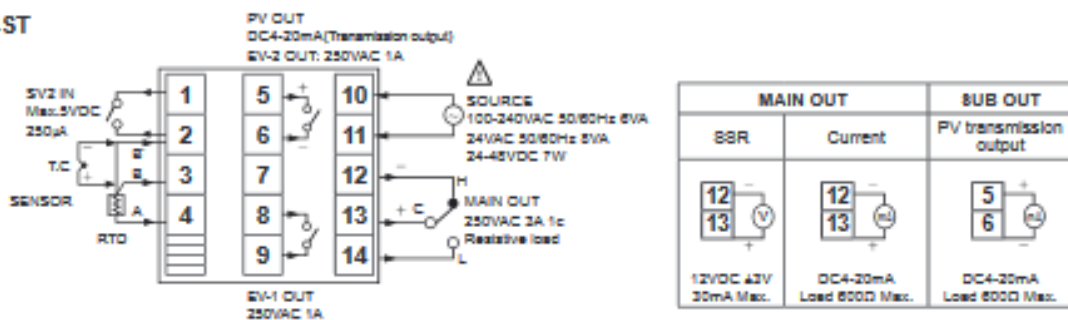 ST
PV OUT
DC4-20mA(Transmission output)
EV-2 OUT: 250VAC 1A
SV2 IN
Max.5VDC
250µA
T.C
SENSOR
RTD
B
B
A
1
2
3
4
5
6
7
8
9
10
11
12
13
14
+
−
SOURCE
100-240VAC 50/60Hz 6VA
24VAC 50/60Hz 5VA
24-48VDC 7W
− H
+ C
MAIN OUT
250VAC 3A 1c
Resistive load
L
EV-1 OUT
250VAC 1A
MAIN OUT
SUB OUT
SSR
Current
PV transmission
output
12
13
V
12
13
mA
5
6
mA
12VDC ±3V
30mA Max.
DC4-20mA
Load 600Ω Max.
DC4-20mA
Load 600Ω Max.